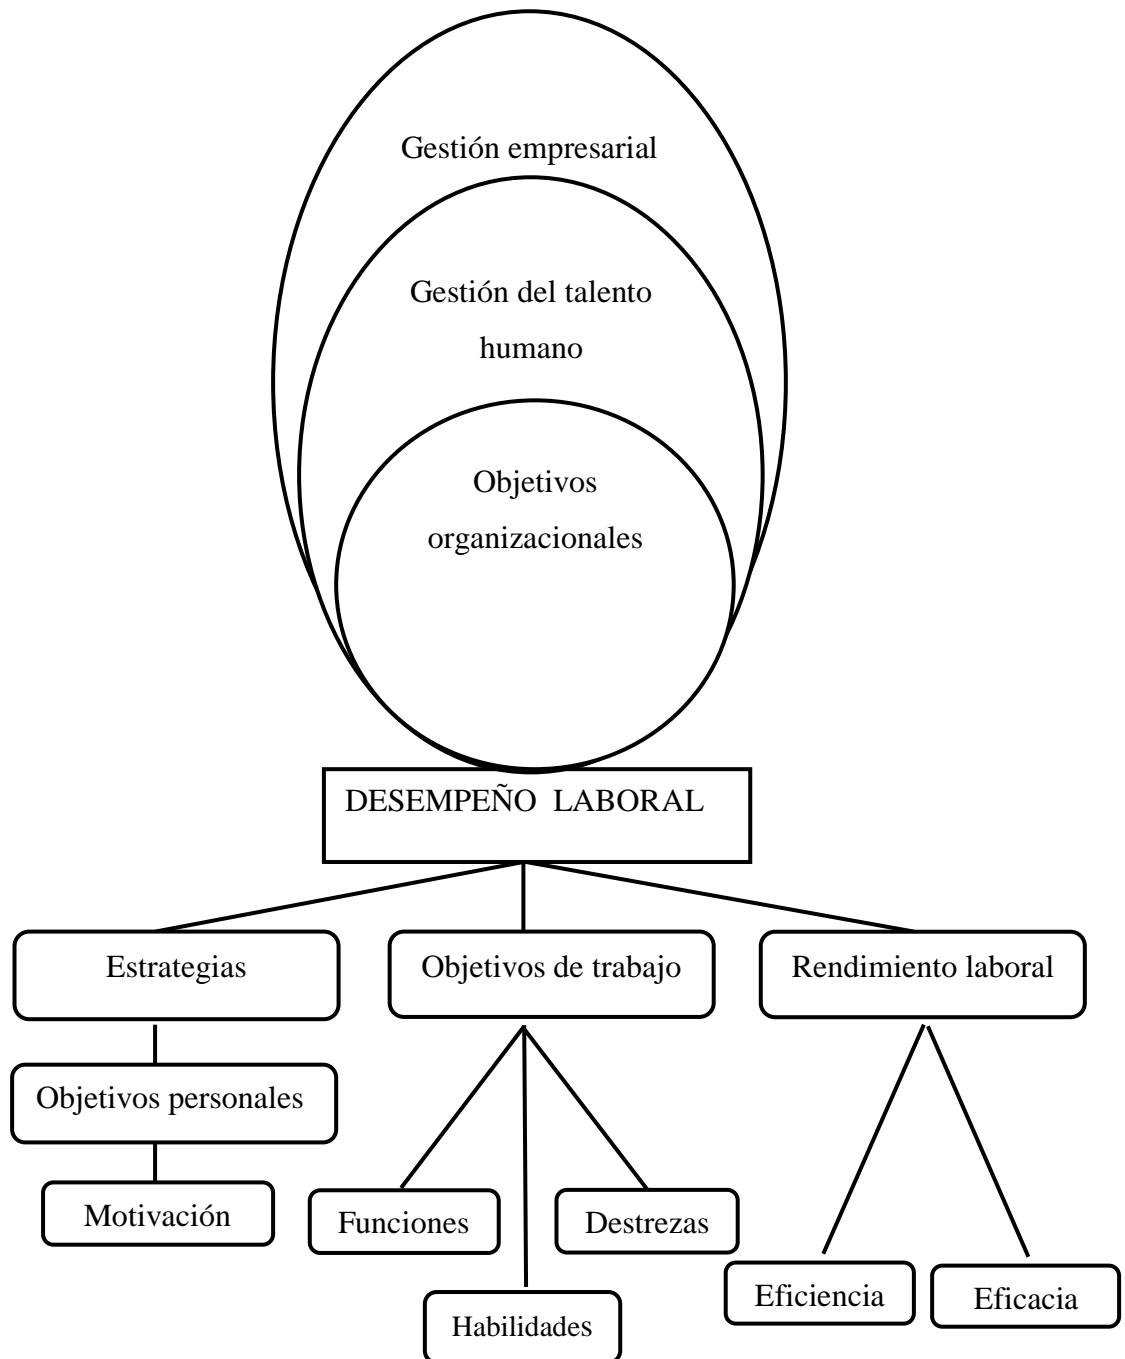 Gestión empresarial
Gestión del talento
humano
Objetivos
organizacionales
DESEMPEÑO LABORAL
Estrategias
Objetivos de trabajo
Rendimiento laboral
Objetivos personales
Motivación
Funciones
Destrezas
Habilidades
Eficiencia
Eficacia